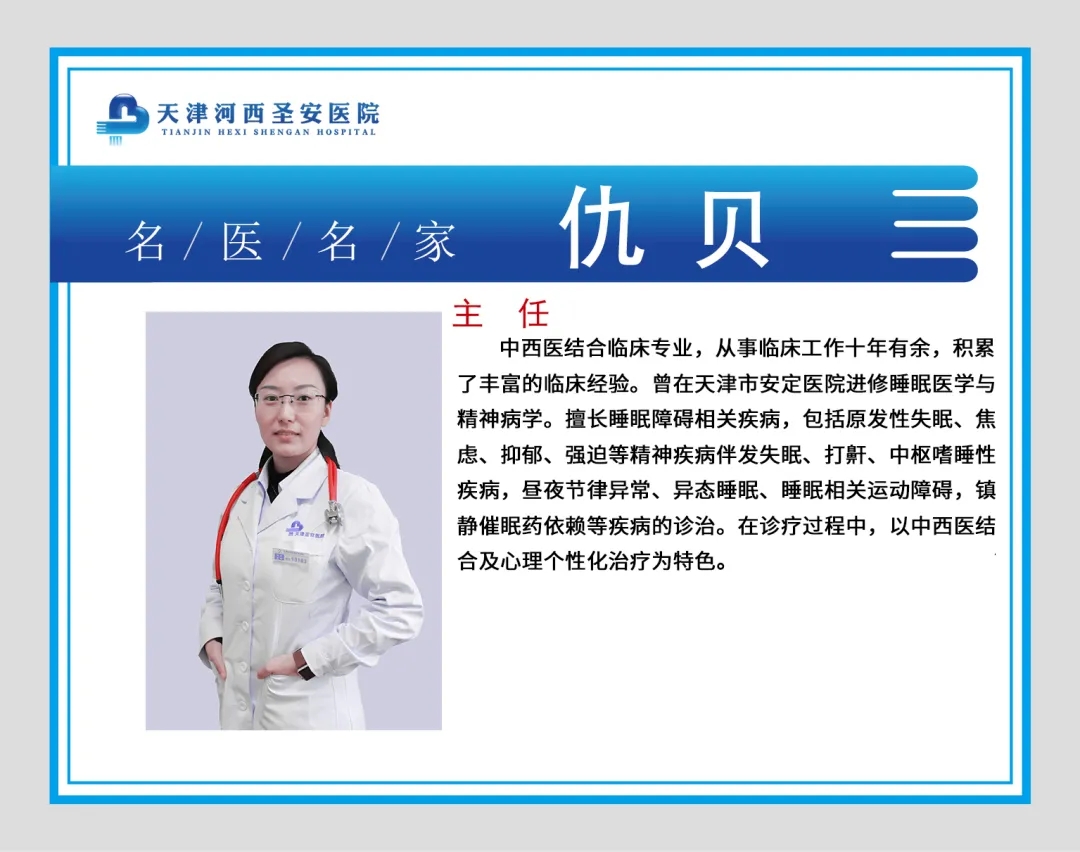 天津河西圣安医院
TIANJIN HEXI SHENGAN HOSPITAL
名/医/名/家
仇贝
主 任
中西医结合临床专业，从事临床工作十年有余，积累
了丰富的临床经验。曾在天津市安定医院进修睡眠医学与
精神病学。擅长睡眠障碍相关疾病，包括原发性失眠、焦
虑、抑郁、强迫等精神疾病伴发失眠、打鼾、中枢嗜睡性
疾病，昼夜节律异常、异态睡眠、睡眠相关运动障碍，镇
静催眠药依赖等疾病的诊治。在诊疗过程中，以中西医结
合及心理个性化治疗为特色。